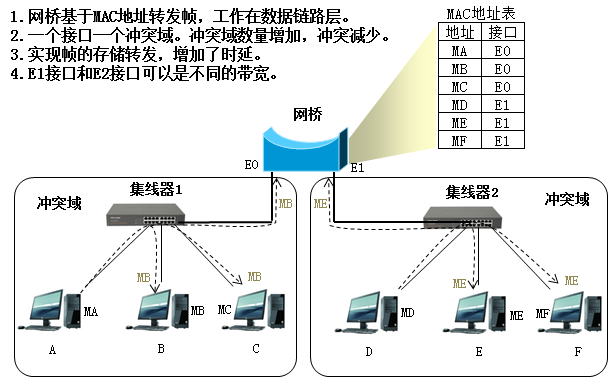 1.网桥基于MAC地址转发帧，工作在数据链路层。
2.一个接口一个冲突域。冲突域数量增加，冲突减少。
3.实现帧的存储转发，增加了时延。
4.E1接口和E2接口可以是不同的带宽。
MAC地址表
地址 接口
MA E0
MB E0
MC E0
MD E1
ME E1
MF E1
网桥
E0
E1
冲突域
集线器1
MB
MB
MB
MA
MB
MC
A
B
C
ME
集线器2
冲突域
ME
ME
MD
ME
MF
D
E
F